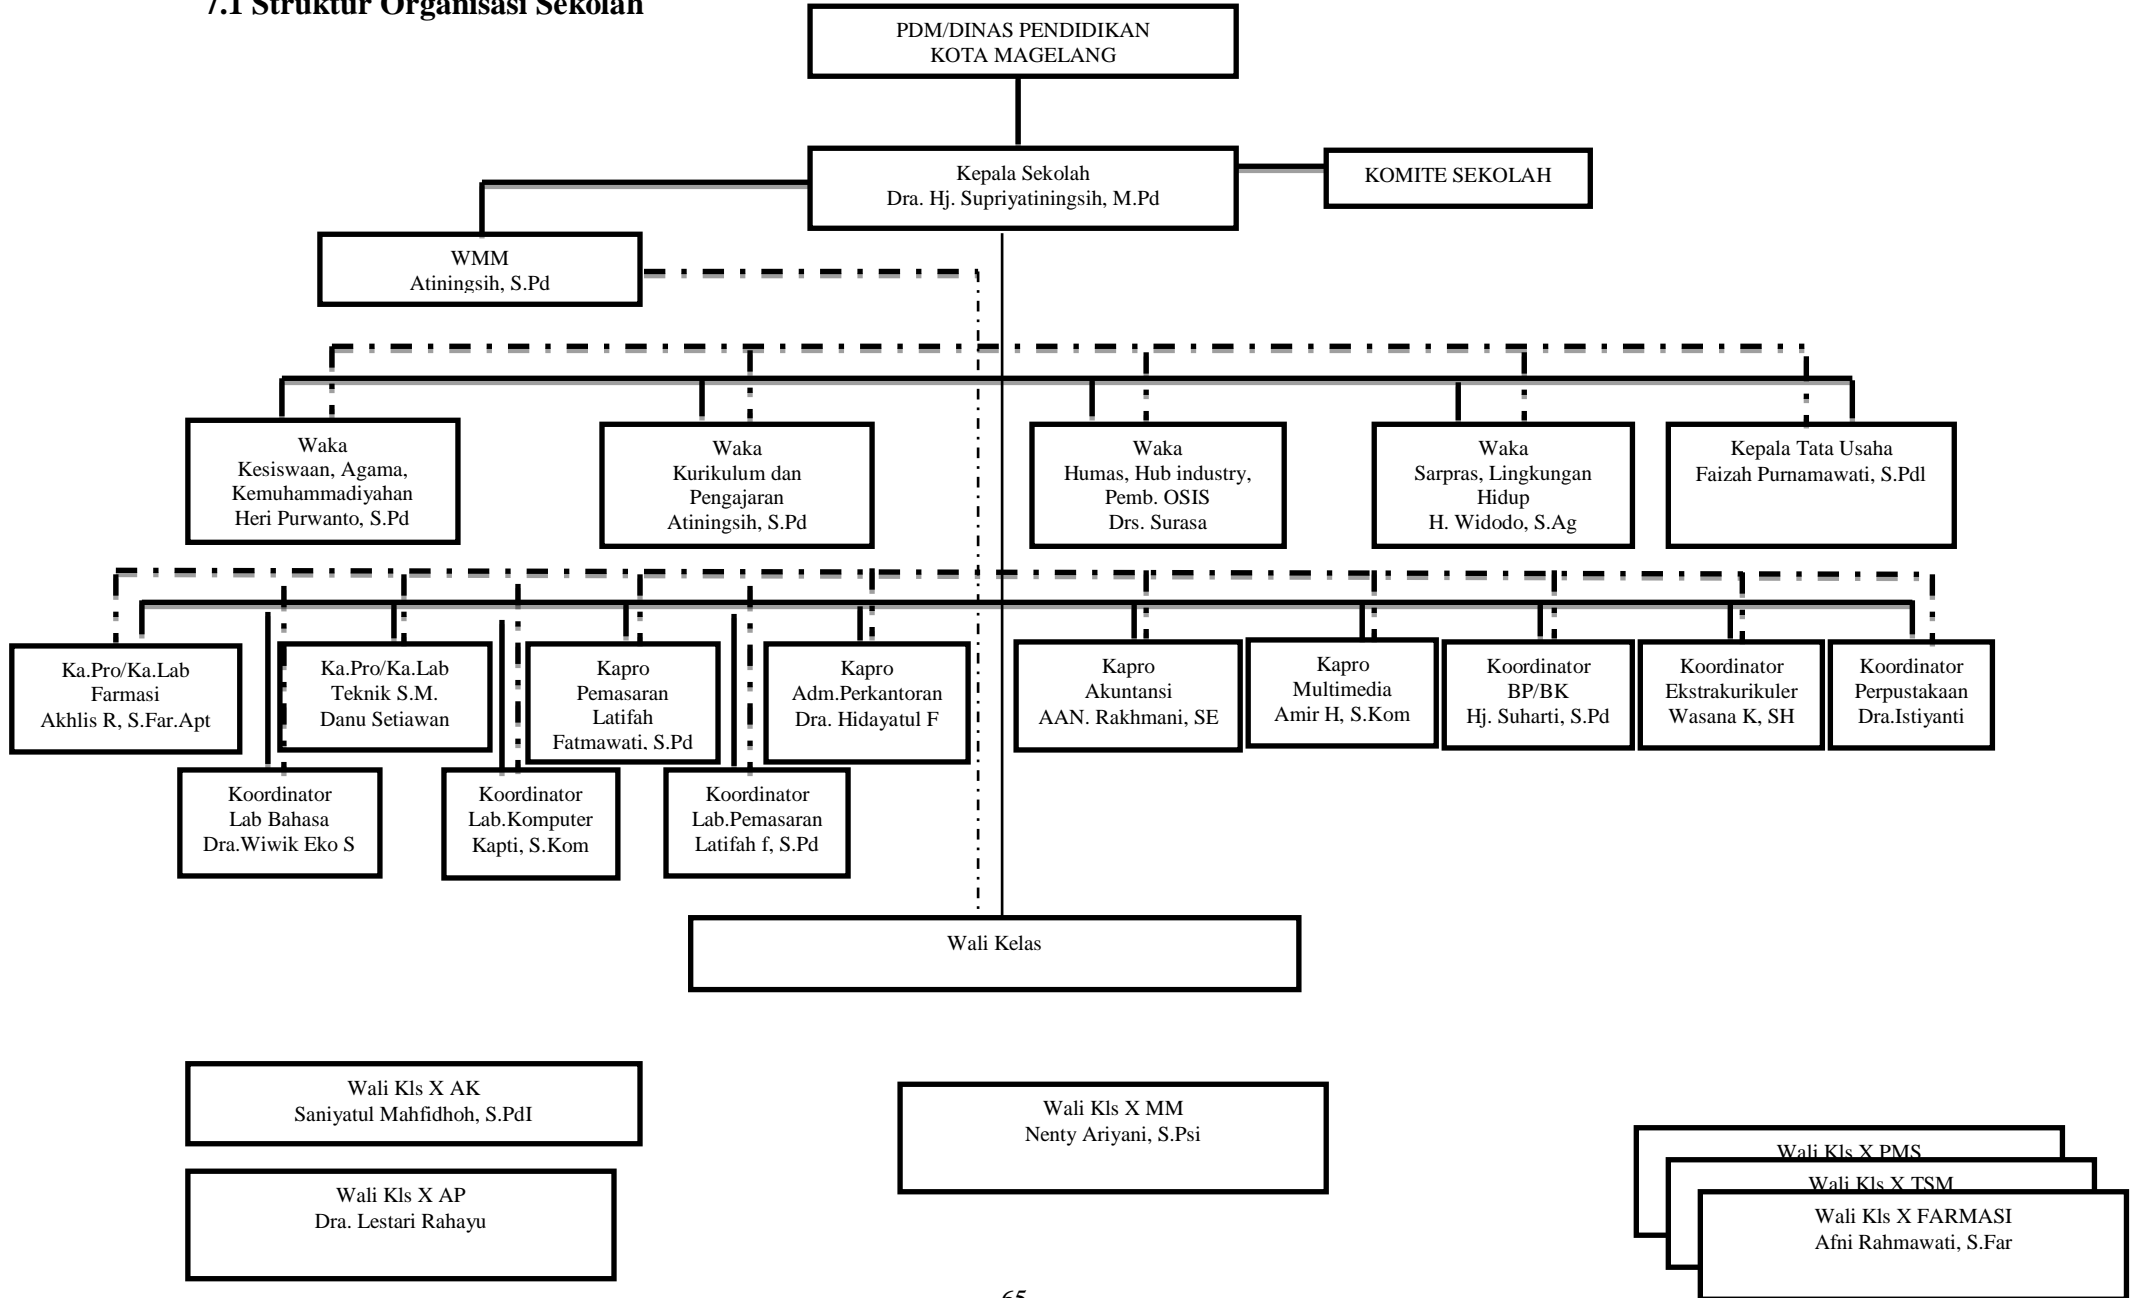 7.1 Struktur Organisasi Sekolah
PDM/DINAS PENDIDIKAN
KOTA MAGELANG
Kepala Sekolah
Dra. Hj. Supriyatiningsih, M.Pd
KOMITE SEKOLAH
WMM
Atiningsih, S.Pd
Waka
Kesiswaan, Agama,
Kemuhammadiyahan
Heri Purwanto, S.Pd
Waka
Kurikulum dan
Pengajaran
Atiningsih, S.Pd
Waka
Humas, Hub industry,
Pemb. OSIS
Drs. Surasa
Waka
Sarpras, Lingkungan
Hidup
H. Widodo, S.Ag
Kepala Tata Usaha
Faizah Purnamawati, S.Pdl
Ka.Pro/Ka.Lab
Farmasi
Akhlis R, S.Far.Apt
Ka.Pro/Ka.Lab
Teknik S.M.
Danu Setiawan
Kapro
Pemasaran
Latifah
Fatmawati, S.Pd
Kapro
Adm.Perkantoran
Dra. Hidayatul F
Kapro
Akuntansi
AAN. Rakhmani, SE
Kapro
Multimedia
Amir H, S.Kom
Koordinator
BP/BK
Hj. Suharti, S.Pd
Koordinator
Ekstrakurikuler
Wasana K, SH
Koordinator
Perpustakaan
Dra.Istiyanti
Koordinator
Lab Bahasa
Dra.Wiwik Eko S
Koordinator
Lab.Komputer
Kapti, S.Kom
Koordinator
Lab.Pemasaran
Latifah f, S.Pd
Wali Kelas
Wali Kls X AK
Saniyatul Mahfidhoh, S.PdI
Wali Kls X AP
Dra. Lestari Rahayu
Wali Kls X MM
Nenty Ariyani, S.Psi
Wali Kls X PMS
Wali Kls X TSM
Wali Kls X FARMASI
Afni Rahmawati, S.Far
65